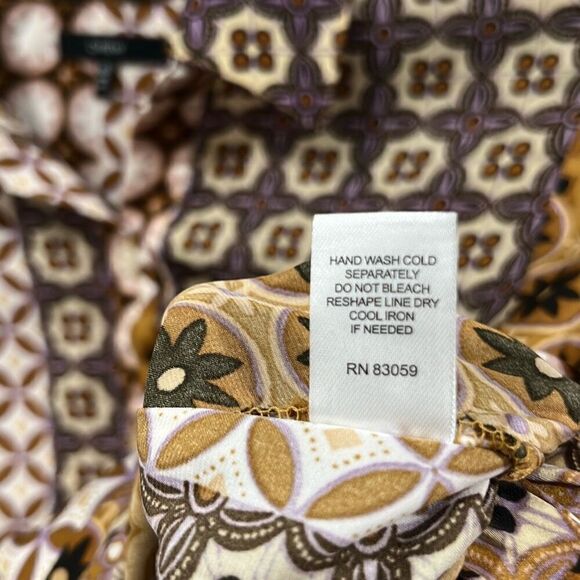 HAND WASH COLD
SEPARATELY
DO NOT BLEACH
RESHAPE LINE DRY
COOL IRON
IF NEEDED
RN 83059